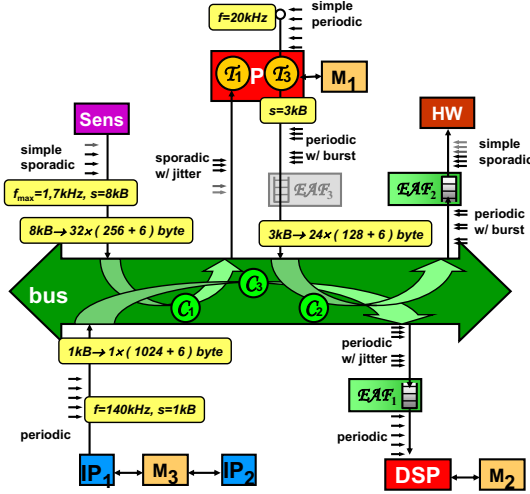 f=20kHz
simple
periodic
T1
P
T3
M1
s=3kB
Sens
HW
simple
sporadic
periodic
w/ burst
simple
sporadic
sporadic
w/ jitter
fmax=1,7kHz, s=8kB
EAF3
EAF2
8kB→ 32×( 256 + 6 ) byte
3kB→ 24×( 128 + 6 ) byte
periodic
w/ burst
bus
C3
C1
C2
1kB→ 1×( 1024 + 6 ) byte
periodic
w/ jitter
f=140kHz, s=1kB
EAF1
periodic
periodic
IP1
M3
IP2
DSP
M2